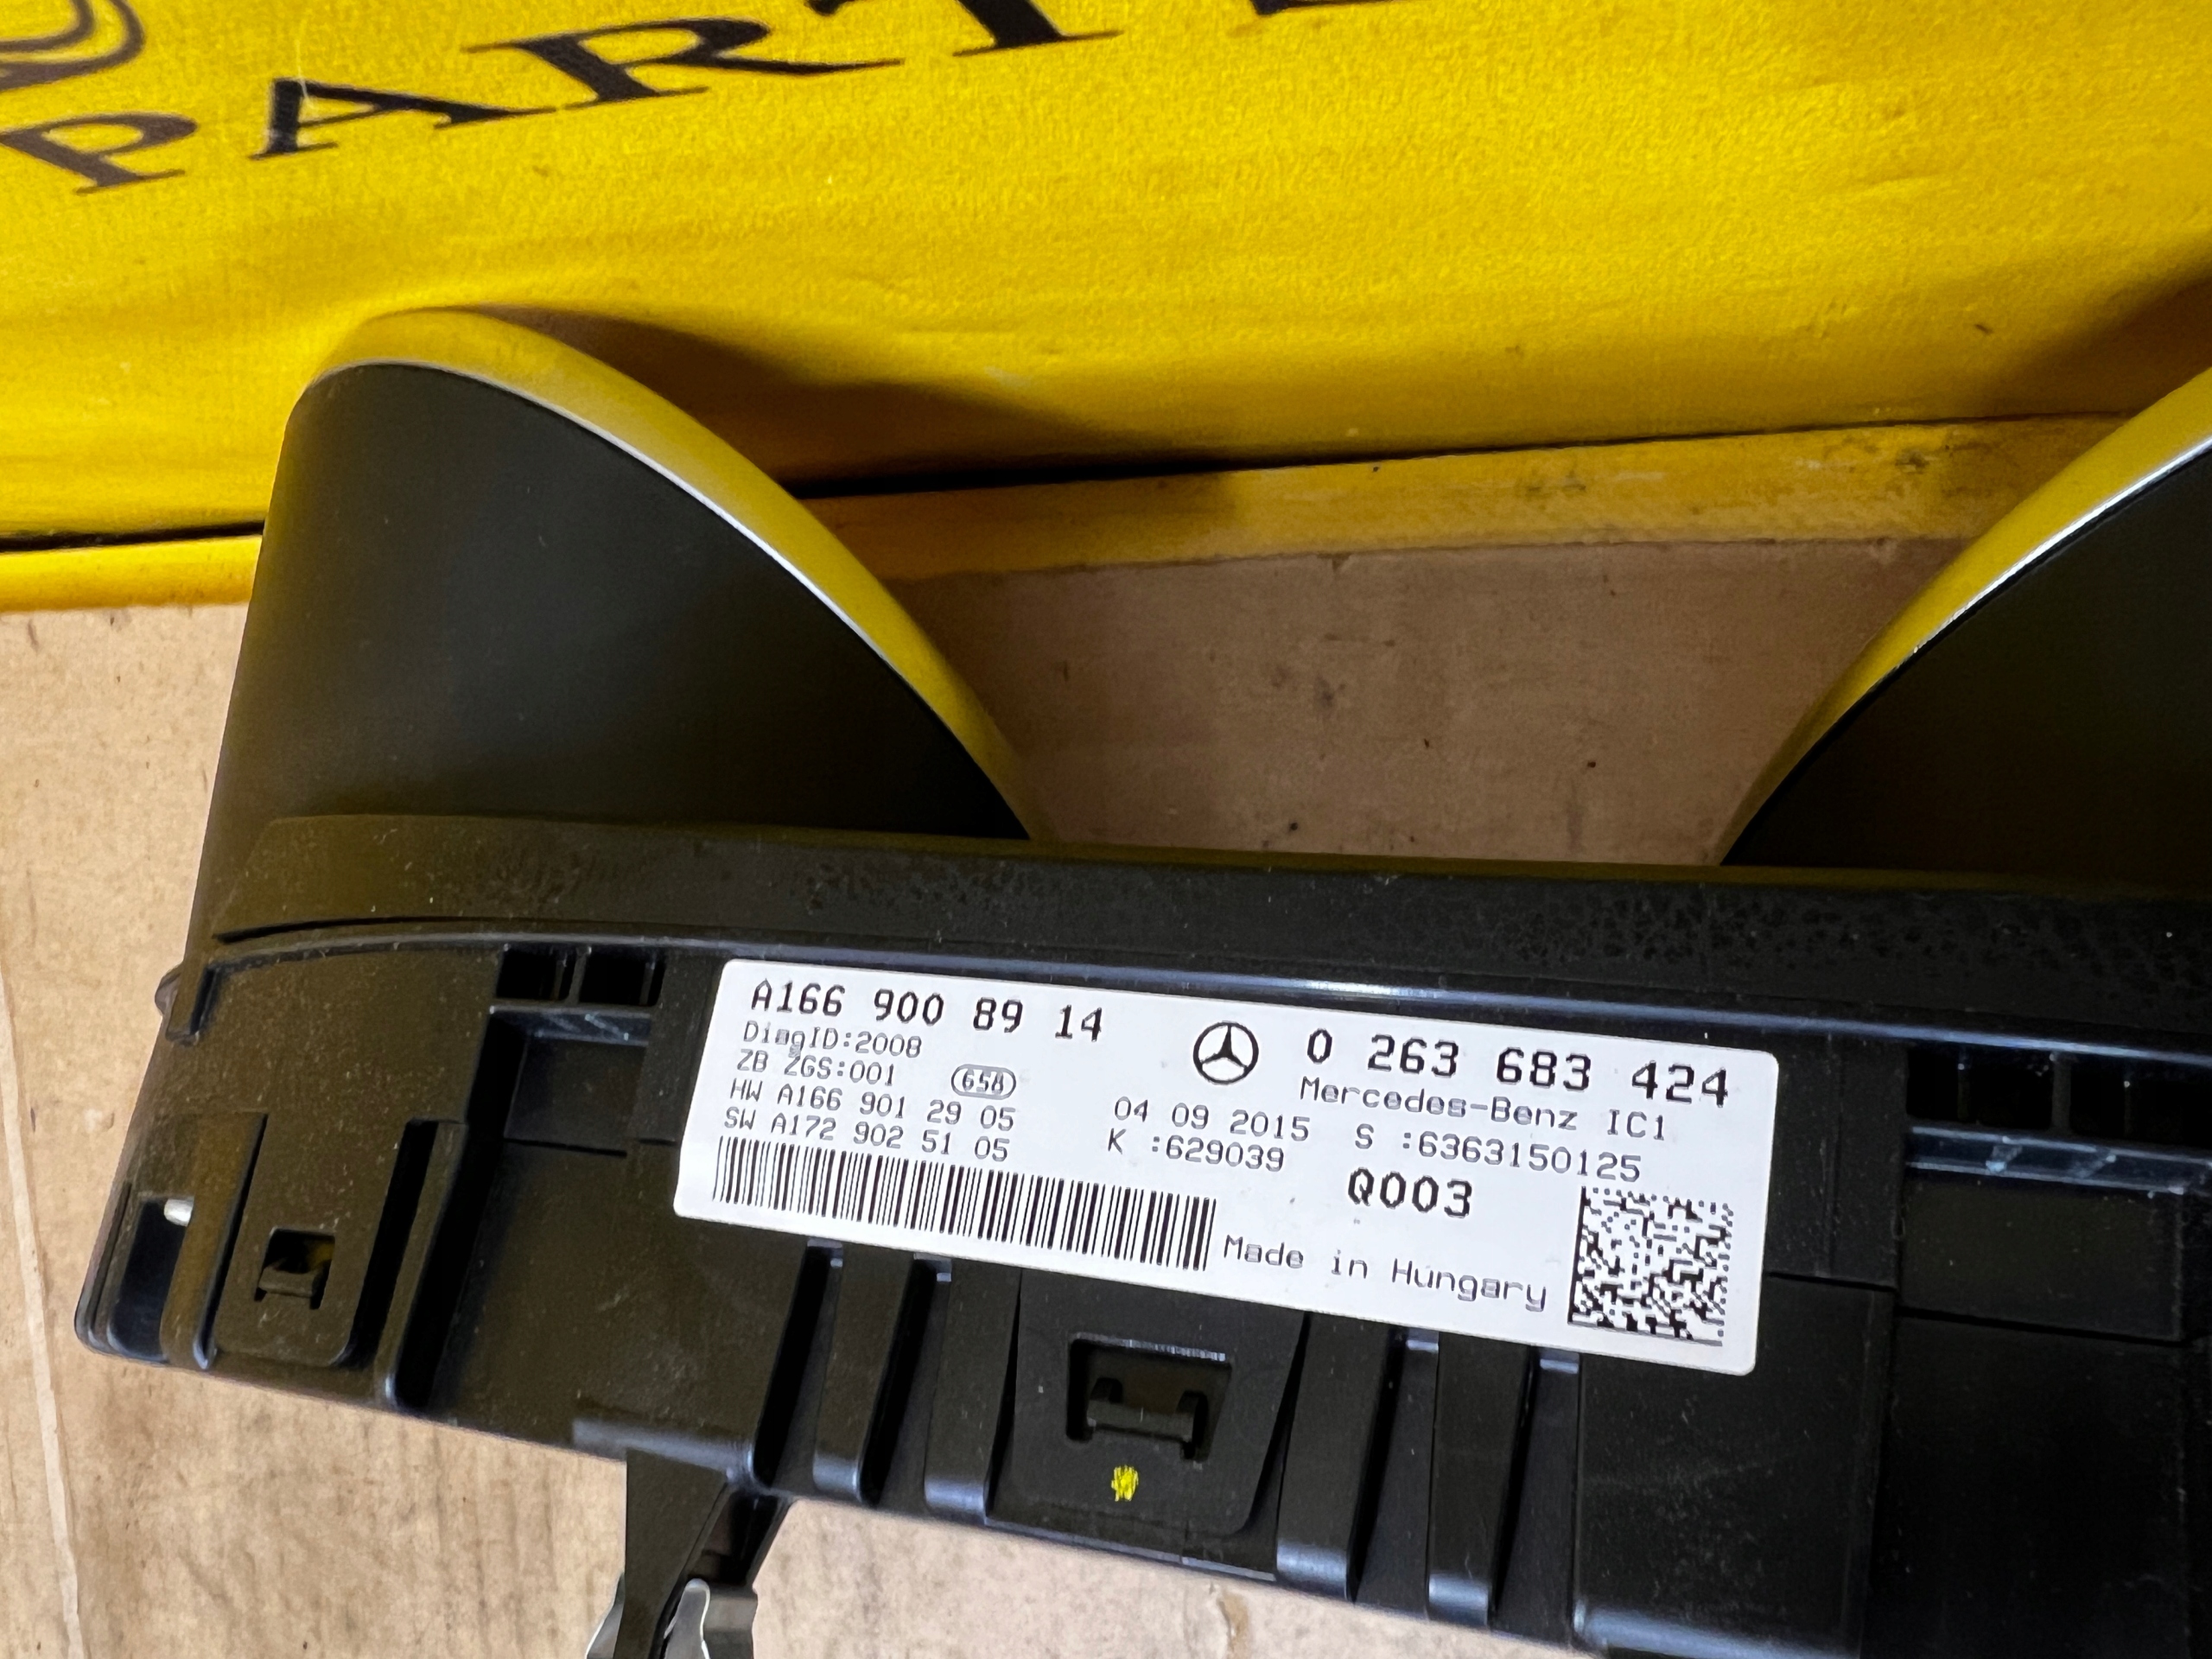 PARTE
A166 900 89 14
DiagID:2008
ZB ZGS:001
658
HW A166 901 29 05
SW A172 902 51 05
0 263 683 424
Mercedes-Benz IC1
04 09 2015 S :6363150125
K :629039
Q003
Made in Hungary